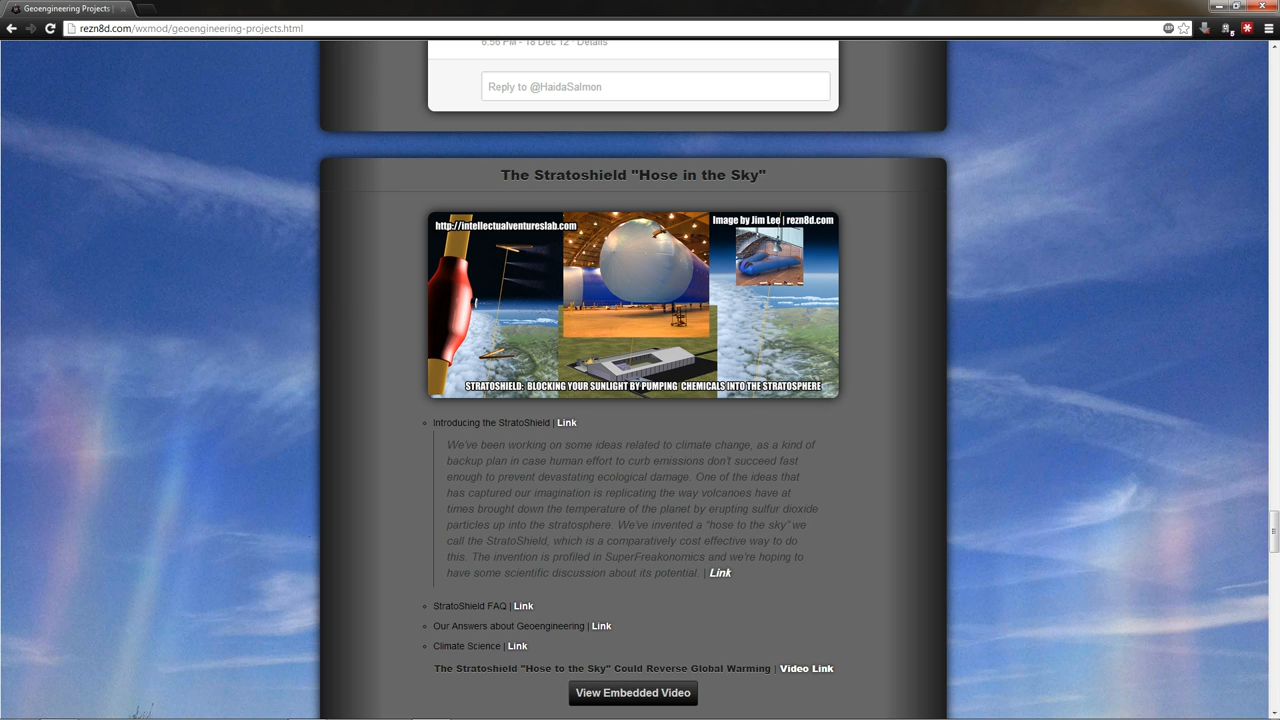 Geoengineering Projects |
rezn8d.com/wxmod/geoengineering-projects.html
6:56 PM - 18 Dec 12 · Details
Reply to @HaidaSalmon
The Stratoshield "Hose in the Sky"
http://intellectualventureslab.com
Image by Jim Lee | rezn8d.com
STRATOSHIELD: BLOCKING YOUR SUNLIGHT BY PUMPING CHEMICALS INTO THE STRATOSPHERE
Introducing the StratoShield | Link
We've been working on some ideas related to climate change, as a kind of
backup plan in case human effort to curb emissions don't succeed fast
enough to prevent devastating ecological damage. One of the ideas that
has captured our imagination is replicating the way volcanoes have at
times brought down the temperature of the planet by erupting sulfur dioxide
particles up into the stratosphere. We've invented a "hose to the sky" we
call the StratoShield, which is a comparatively cost effective way to do
this. The invention is profiled in SuperFreakonomics and we're hoping to
have some scientific discussion about its potential. | Link
StratoShield FAQ | Link
Our Answers about Geoengineering | Link
Climate Science | Link
The Stratoshield "Hose to the Sky" Could Reverse Global Warming | Video Link
View Embedded Video